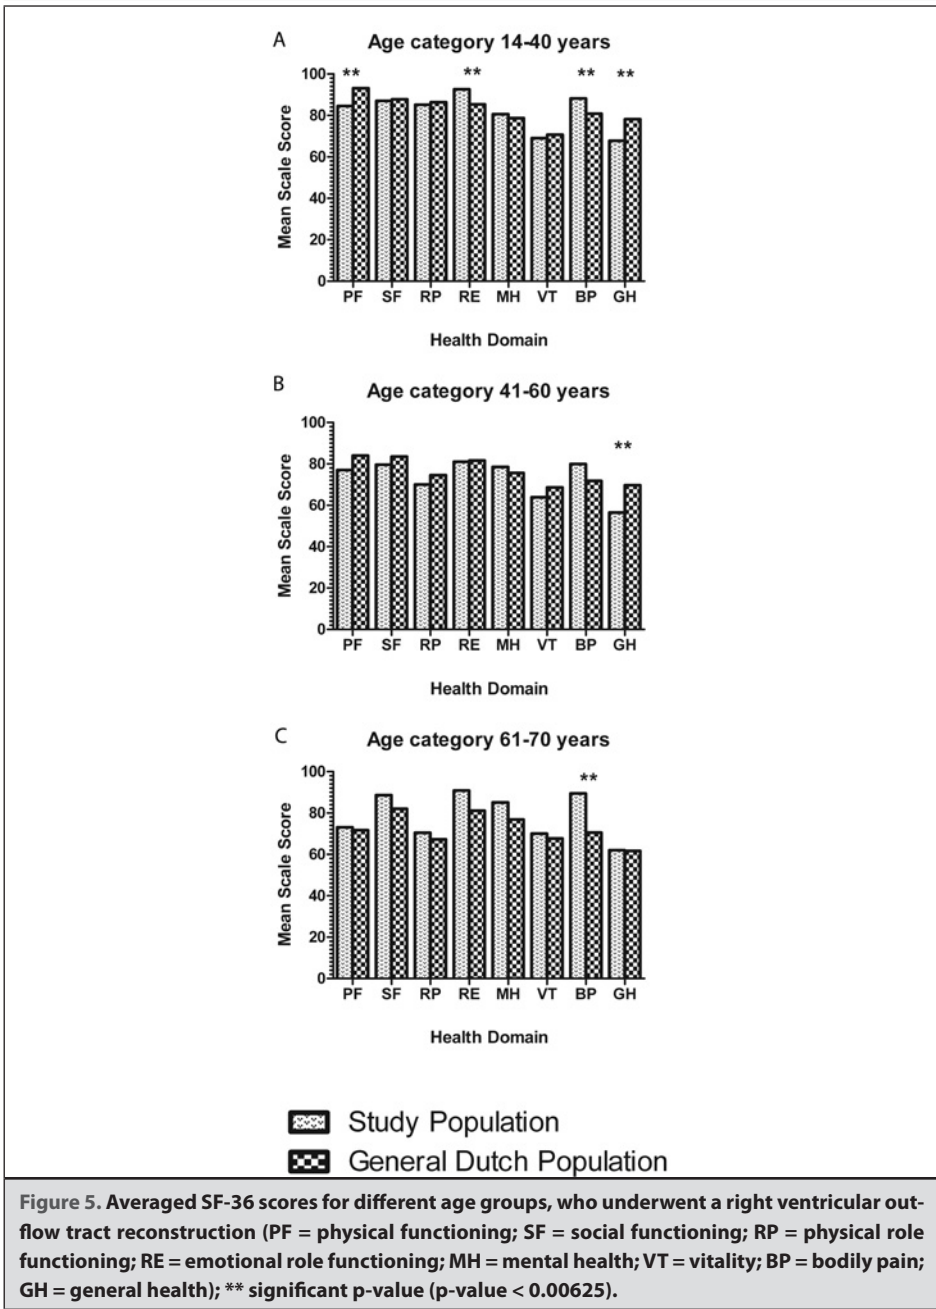 A
Age category 14-40 years
**
**
**
**
100
80
60
40
20
0
Mean Scale Score
PF SF RP RE MH VT BP GH
Health Domain
B
Age category 41-60 years
**
100
80
60
40
20
0
Mean Scale Score
PF SF RP RE MH VT BP GH
Health Domain
C
Age category 61-70 years
**
100
80
60
40
20
0
Mean Scale Score
PF SF RP RE MH VT BP GH
Health Domain
Study Population
General Dutch Population
Figure 5. Averaged SF-36 scores for different age groups, who underwent a right ventricular out-
flow tract reconstruction (PF = physical functioning; SF = social functioning; RP = physical role
functioning; RE = emotional role functioning; MH = mental health; VT = vitality; BP = bodily pain;
GH = general health); ** significant p-value (p-value < 0.00625).